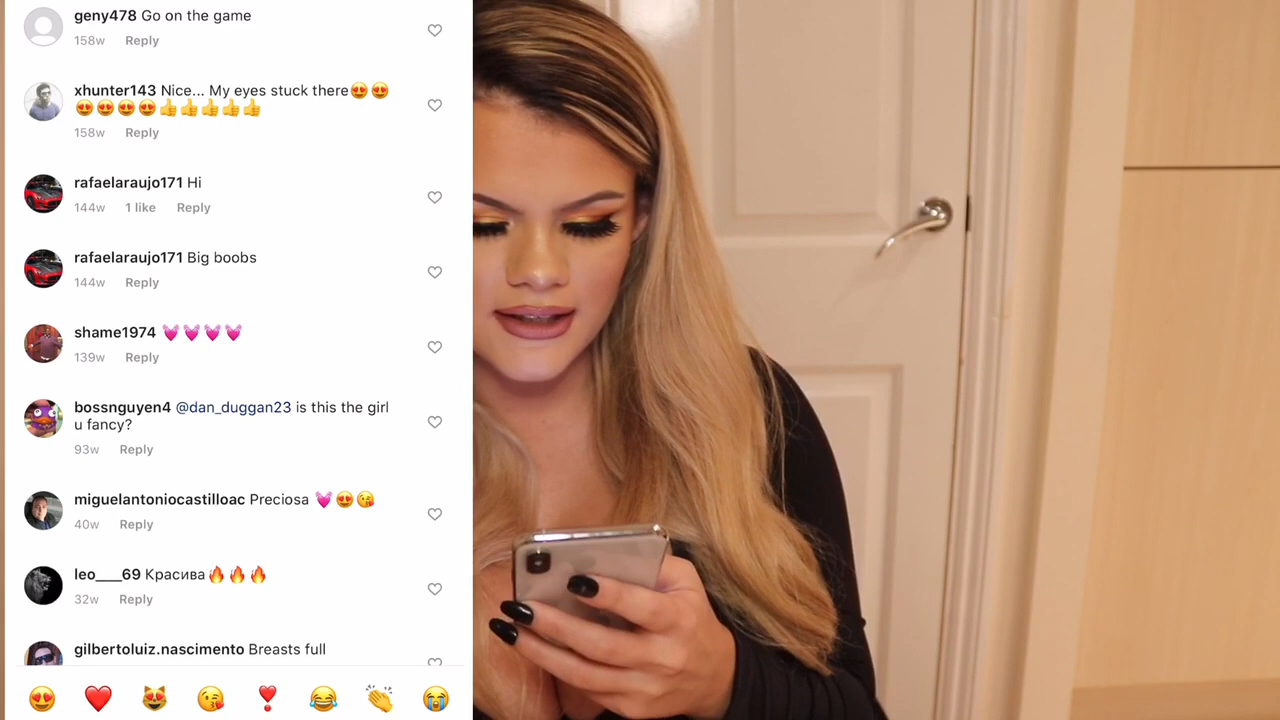 geny478 Go on the game
158w Reply
xhunter143 Nice... My eyes stuck there😍😍
😍😍😍😍👍👍👍👍👍
158w Reply
rafaelaraujo171 Hi
144w 1 like Reply
rafaelaraujo171 Big boobs
144w Reply
shame1974 💓💓💓💓
139w Reply
bossnguyen4 @dan_duggan23 is this the girl
u fancy?
93w Reply
miguelantoniocastilloac Preciosa 💓😍😘
40w Reply
leo___69 Красива🔥🔥🔥
32w Reply
gilbertoluiz.nascimento Breasts full